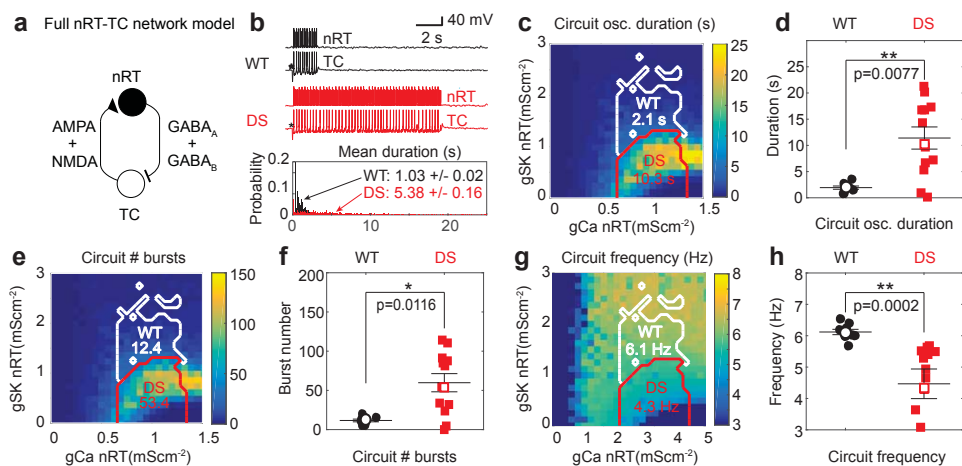 a Full nRT-TC network model
nRT
AMPA
+
NMDA
GABAA
+
GABAB
TC
b
40 mV
2 s
nRT
WT
TC
*
nRT
DS
TC
*
Mean duration (s)
Probability
0.2
0.1
0
WT: 1.03 +/- 0.02
DS: 5.38 +/- 0.16
0 10 20
c Circuit osc. duration (s)
gSK nRT(mScm-2)
3
2
1
0
WT
2.1 s
DS
10.3 s
25
20
15
10
5
0
0 0.5 1 1.5
gCa nRT(mScm-2)
d WT DS
**
p=0.0077
Duration (s)
30
25
20
15
10
5
0
Circuit osc. duration
e Circuit # bursts
gSK nRT(mScm-2)
3
2
1
0
WT
12.4
DS
53.4
150
100
50
0
0 0.5 1 1.5
gCa nRT(mScm-2)
f WT DS
*
p=0.0116
Burst number
200
150
100
50
0
Circuit # bursts
g Circuit frequency (Hz)
gSK nRT(mScm-2)
3
2
1
0
WT
6.1 Hz
DS
4.3 Hz
8
7
6
5
4
3
0 1 2 3 4 5
gCa nRT(mScm-2)
h WT DS
**
p=0.0002
Frequency (Hz)
8
7
6
5
4
3
Circuit frequency